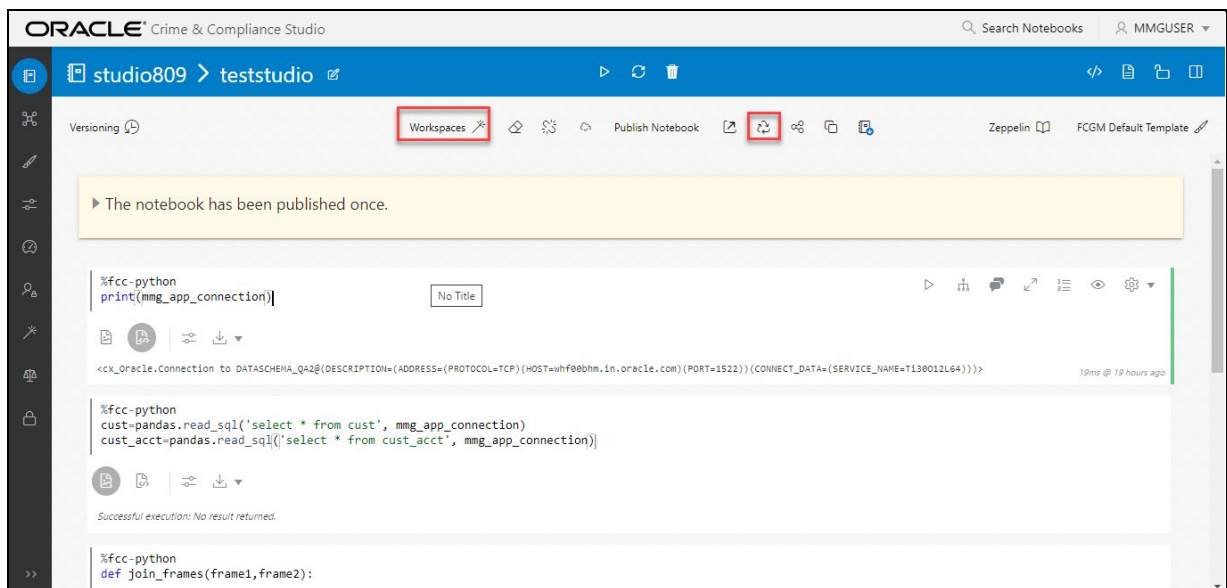 ORACLE® Crime & Compliance Studio
Search Notebooks
MMGUSER
studio809 > teststudio
Versioning
Workspaces
Publish Notebook
Zeppelin
FCGM Default Template
The notebook has been published once.
%fcc-python
print(mmg_app_connection)
No Title
<cx_Oracle.Connection to DATASCHEMA_QA2@(DESCRIPTION=(ADDRESS=(PROTOCOL=TCP)(HOST=whf00bhm.in.oracle.com)(PORT=1522))(CONNECT_DATA=(SERVICE_NAME=Ti30O12L64)))>
19ms @ 19 hours ago
%fcc-python
cust=pandas.read_sql('select * from cust', mmg_app_connection)
cust_acct=pandas.read_sql('select * from cust_acct', mmg_app_connection)
Successful execution: No result returned.
%fcc-python
def join_frames(frame1,frame2):